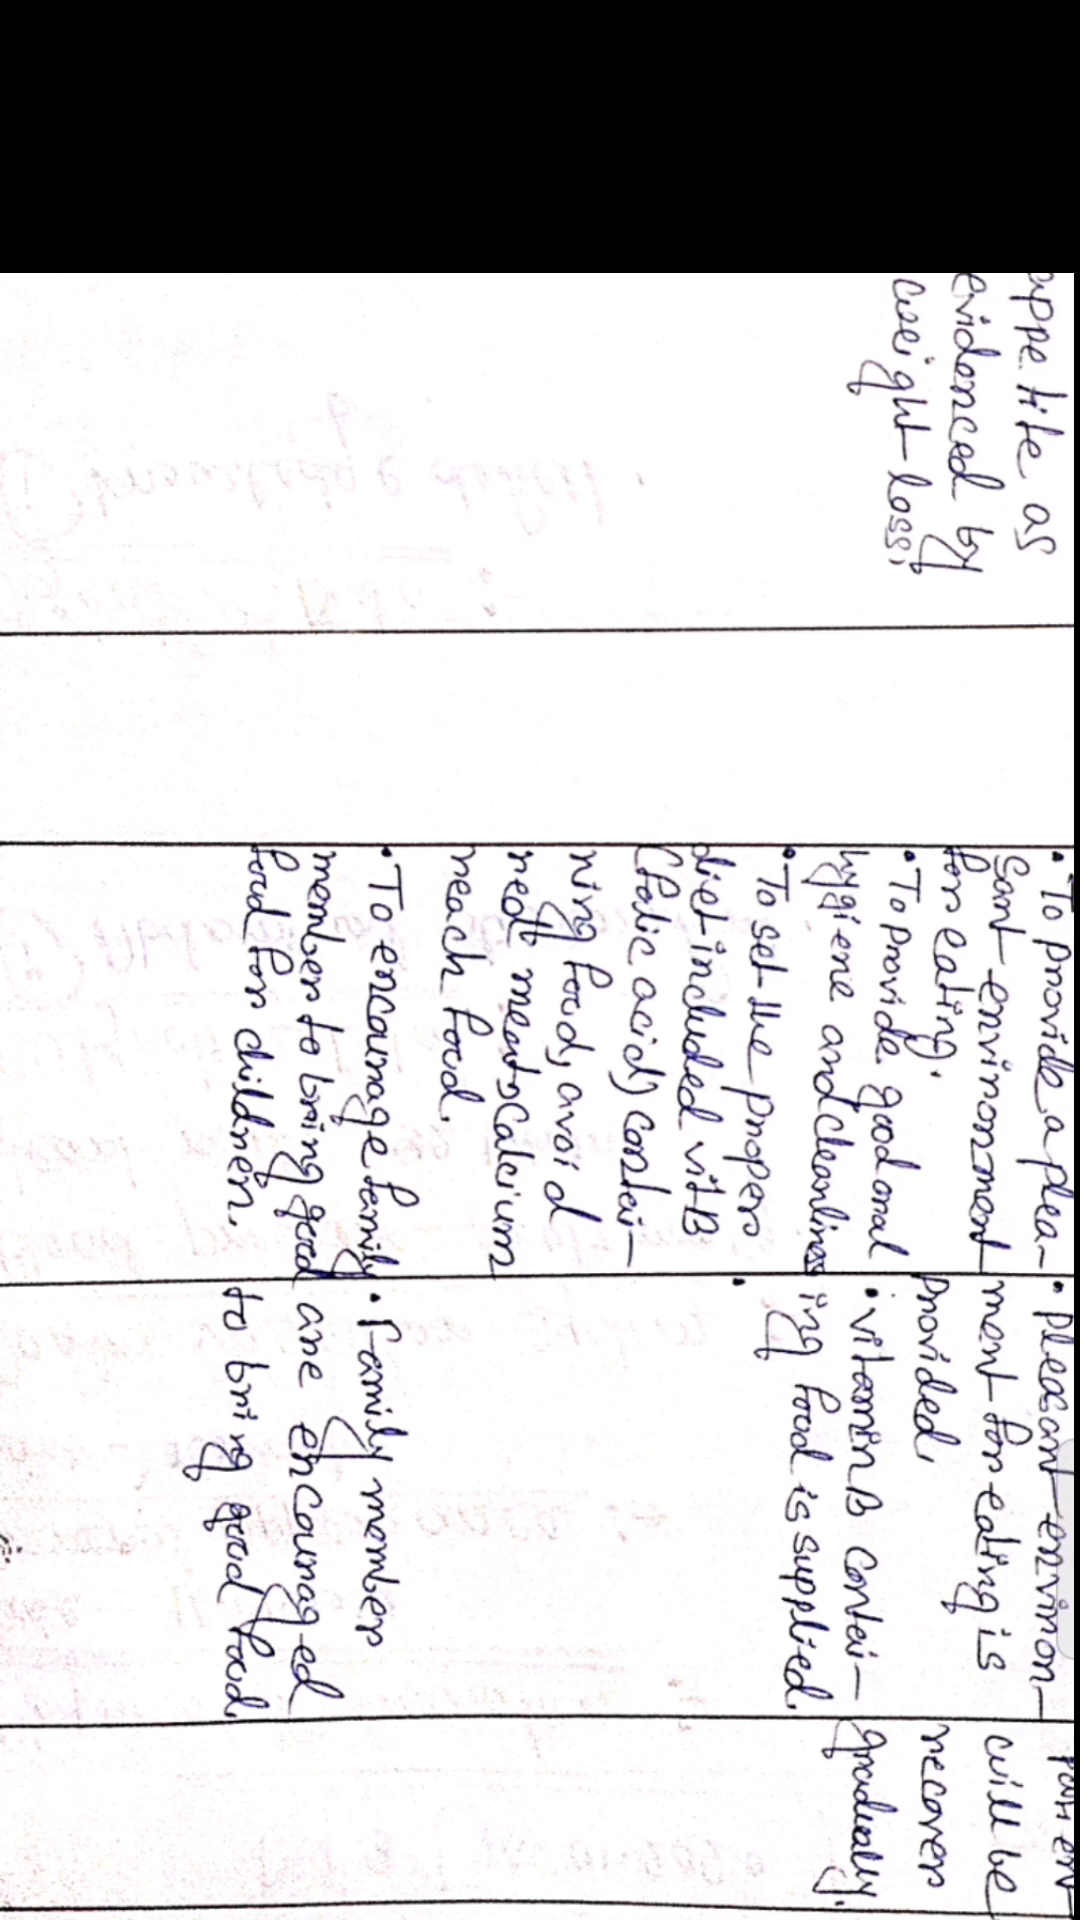 appetite as
evidenced by
weight loss.
• To provide a plea-
sant environment
for eating.
• To provide good oral
hygiene and cleanliness
• To set the proper
diet included vit B
(folic acid) contai-
ning food, avoid
red meat, calcium
reach food.
• To encourage family
member to bring good
food for children.
• Pleasant environ-
ment for eating is
provided.
• vitamin B contai-
ing food is supplied.
•
• Family member
are encouraged
to bring good food.
will be
recover
gradually.